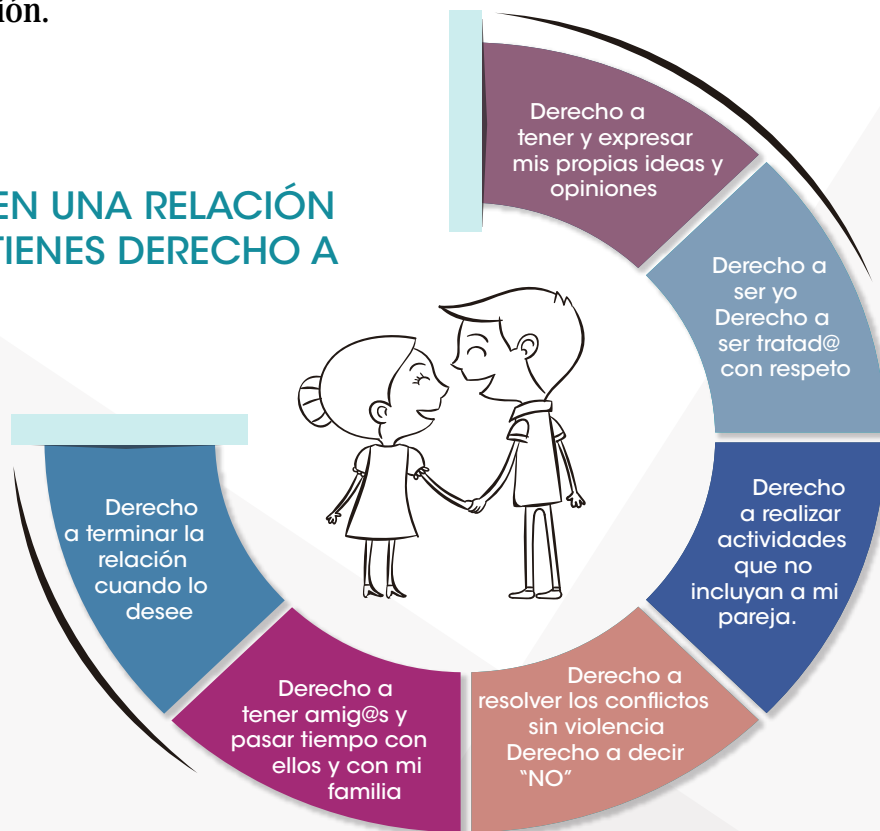 ión.
EN UNA RELACIÓN
TIENES DERECHO A
Derecho a
tener y expresar
mis propias ideas y
opiniones
Derecho a
ser yo
Derecho a
ser tratad@
con respeto
Derecho
a realizar
actividades
que no
incluyan a mi
pareja.
Derecho a
resolver los conflictos
sin violencia
Derecho a decir
"NO"
Derecho a
tener amig@s y
pasar tiempo con
ellos y con mi
familia
Derecho
a terminar la
relación
cuando lo
desee